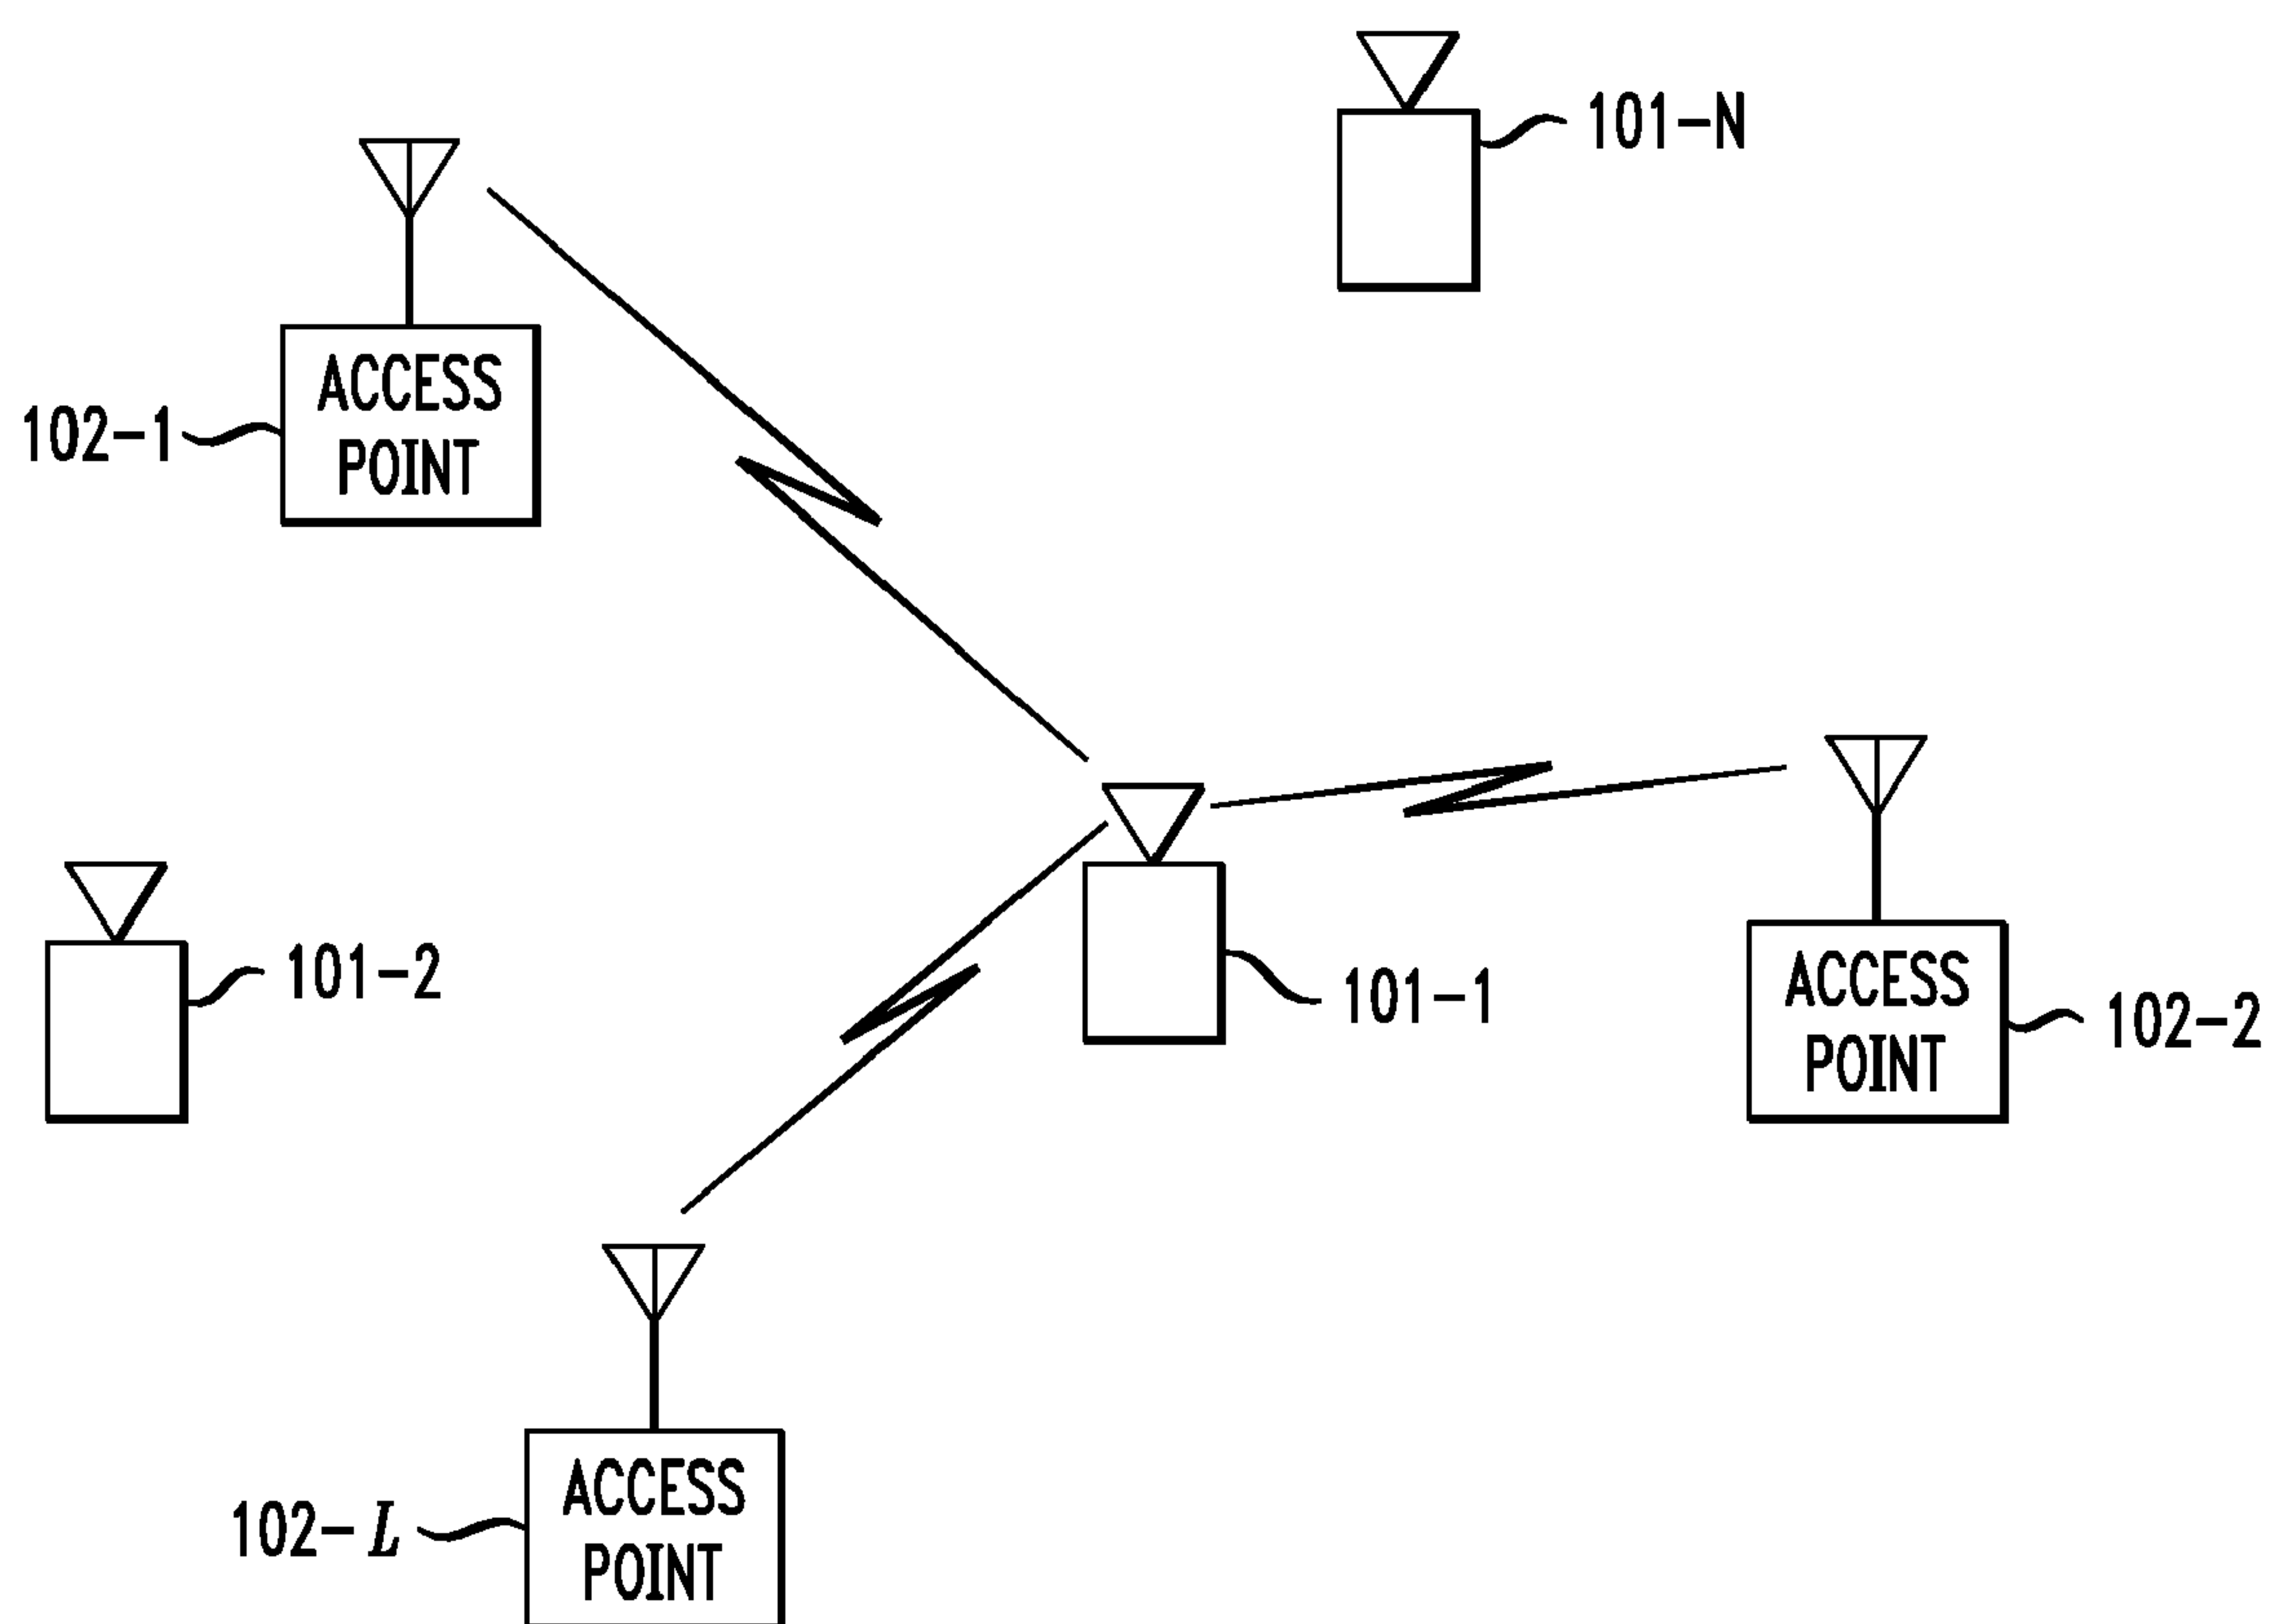 101-N
ACCESS
POINT
102-1
101-2
101-1
ACCESS
POINT
102-2
ACCESS
POINT
102-L